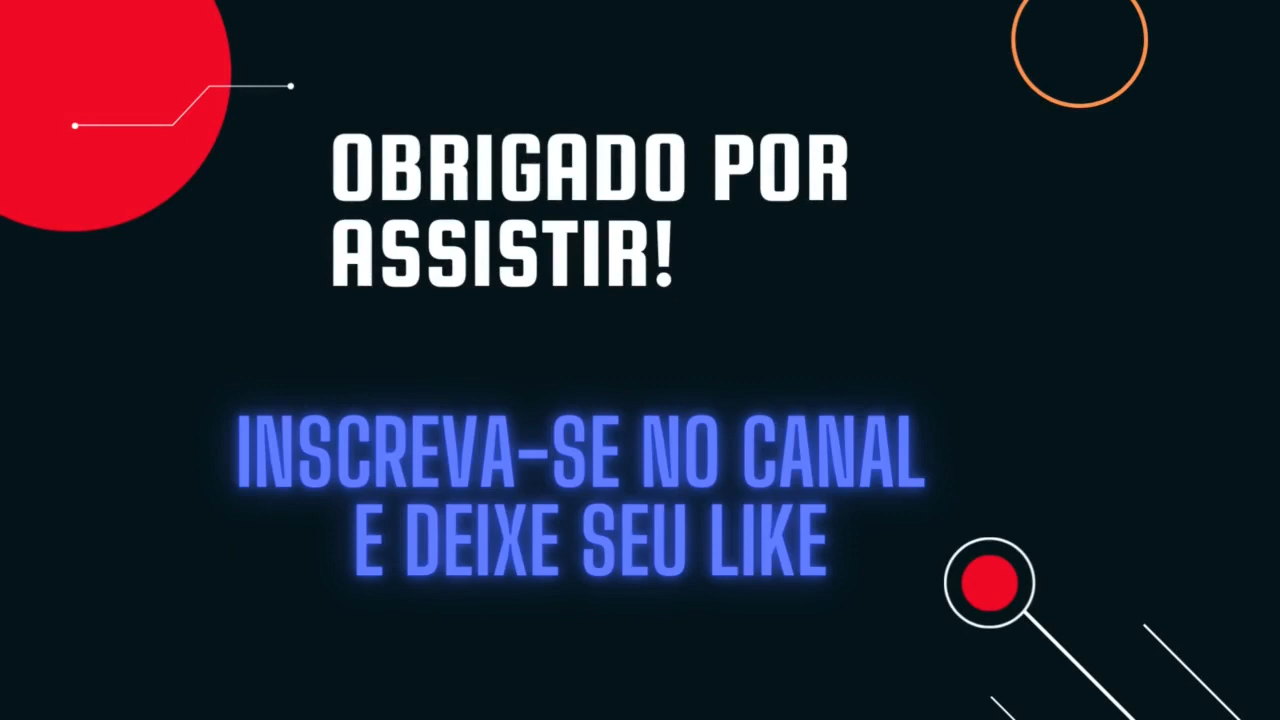 OBRIGADO POR
ASSISTIR!
INSCREVA-SE NO CANAL
E DEIXE SEU LIKE